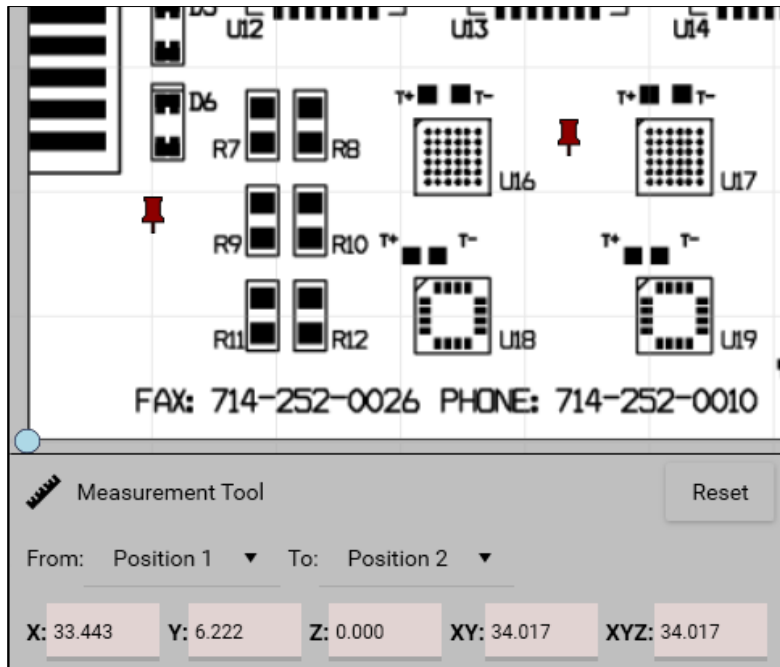 D5
U12 U13 U14
D6 T+ T- T+ T-
R7 R8
U16 U17
R9 R10 T+ T- T+ T-
R11 R12 U18 U19
FAX: 714-252-0026 PHONE: 714-252-0010
Measurement Tool Reset
From: Position 1 To: Position 2
X: 33.443 Y: 6.222 Z: 0.000 XY: 34.017 XYZ: 34.017